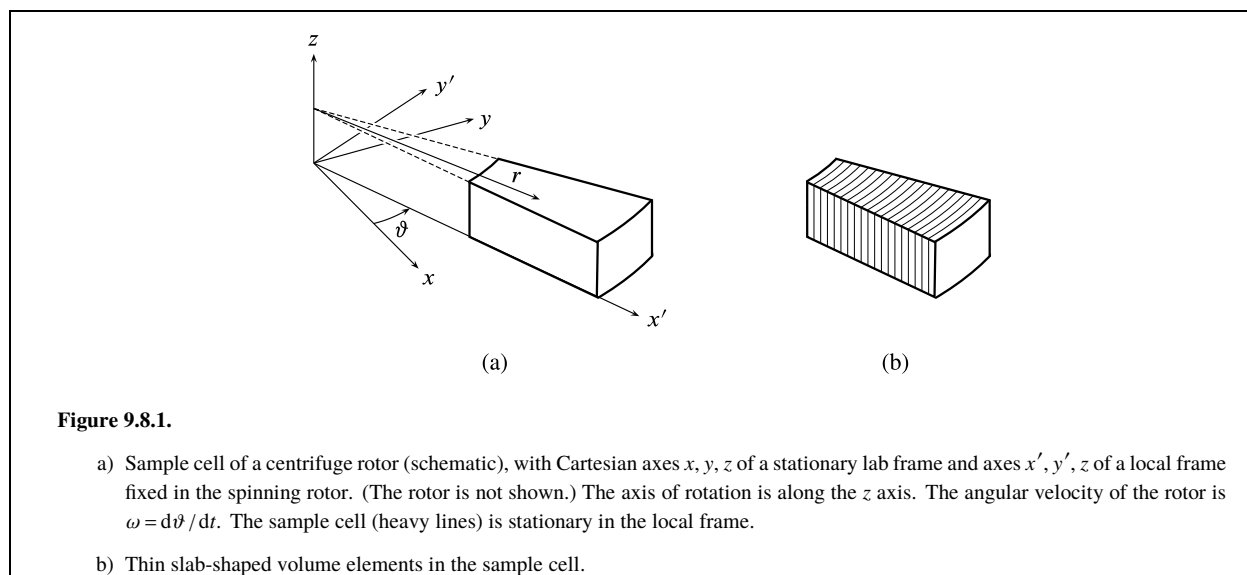 z
y′
y
r
ϑ
x
x′
(a)
(b)
Figure 9.8.1.
a) Sample cell of a centrifuge rotor (schematic), with Cartesian axes x, y, z of a stationary lab frame and axes x′, y′, z of a local frame
fixed in the spinning rotor. (The rotor is not shown.) The axis of rotation is along the z axis. The angular velocity of the rotor is
ω = dϑ/dt. The sample cell (heavy lines) is stationary in the local frame.
b) Thin slab-shaped volume elements in the sample cell.